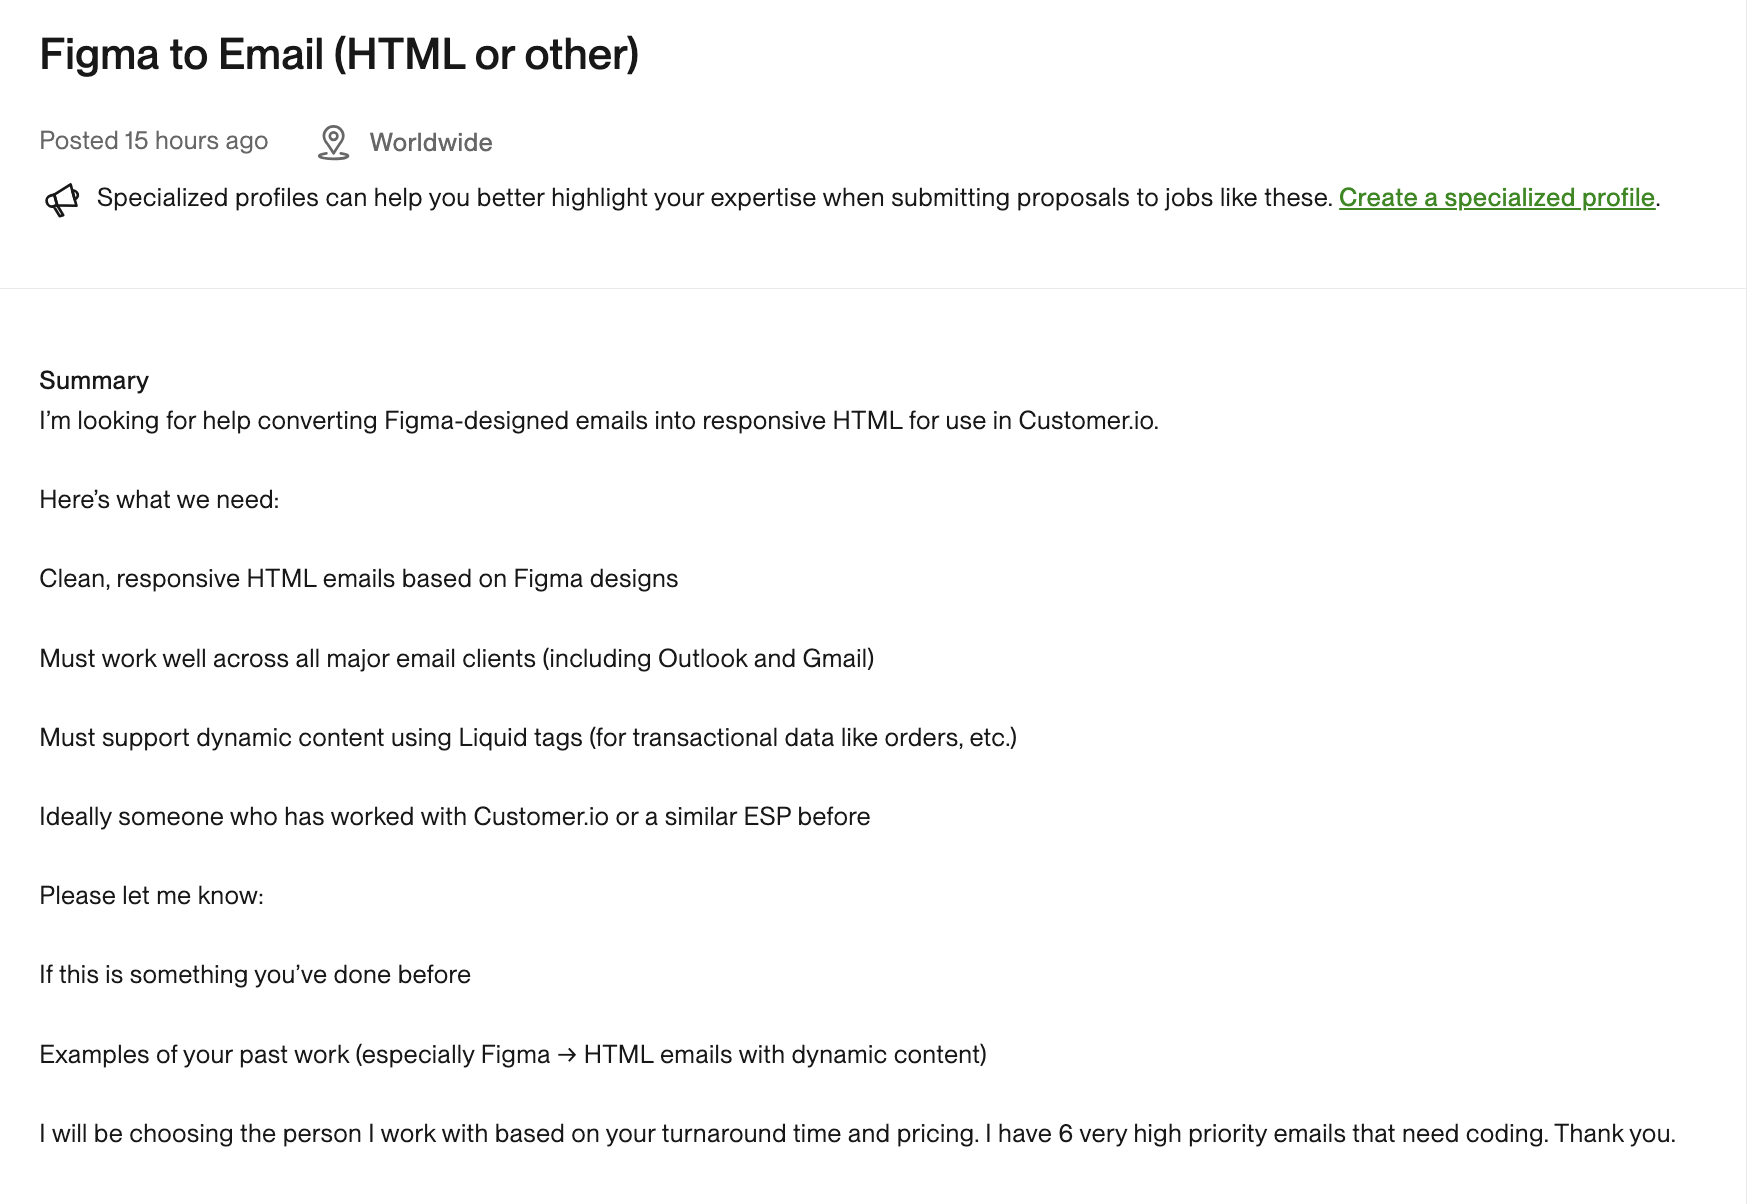 Figma to Email (HTML or other)
Posted 15 hours ago Worldwide
Specialized profiles can help you better highlight your expertise when submitting proposals to jobs like these. Create a specialized profile.
Summary
I’m looking for help converting Figma-designed emails into responsive HTML for use in Customer.io.
Here’s what we need:
Clean, responsive HTML emails based on Figma designs
Must work well across all major email clients (including Outlook and Gmail)
Must support dynamic content using Liquid tags (for transactional data like orders, etc.)
Ideally someone who has worked with Customer.io or a similar ESP before
Please let me know:
If this is something you’ve done before
Examples of your past work (especially Figma → HTML emails with dynamic content)
I will be choosing the person I work with based on your turnaround time and pricing. I have 6 very high priority emails that need coding. Thank you.